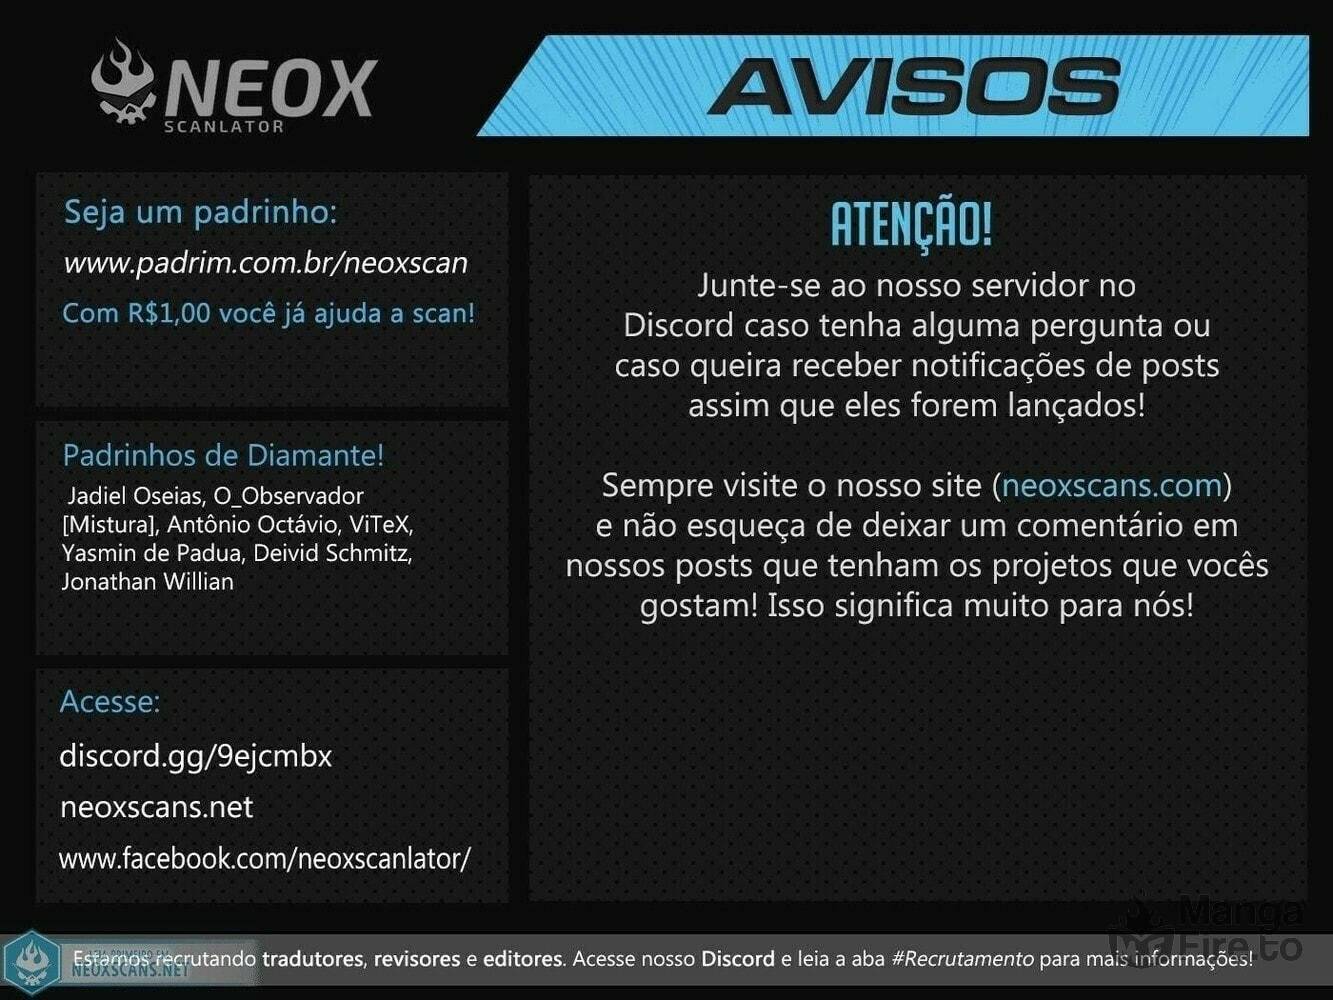 NEOX
SCANLATOR
AVISOS
Seja um padrinho:
www.padrim.com.br/neoxscan
Com R$1,00 você já ajuda a scan!
Padrinhos de Diamante!
Jadiel Oseias, O_Observador
[Mistura], Antônio Octávio, ViTeX,
Yasmin de Padua, Deivid Schmitz,
Jonathan Willian
Acesse:
discord.gg/9ejcmbx
neoxscans.net
www.facebook.com/neoxscanlator/
ATENÇÃO!
Junte-se ao nosso servidor no
Discord caso tenha alguma pergunta ou
caso queira receber notificações de posts
assim que eles forem lançados!
Sempre visite o nosso site (neoxscans.com)
e não esqueça de deixar um comentário em
nossos posts que tenham os projetos que vocês
gostam! Isso significa muito para nós!
Manga
Fire.to
LEIA PRIMEIRO EM
NEOXSCANS.NET
Estamos recrutando tradutores, revisores e editores. Acesse nosso Discord e leia a aba #Recrutamento para mais informações!